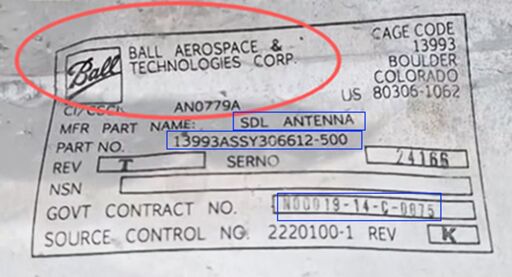 Ball
BALL AEROSPACE &
TECHNOLOGIES CORP.
CAGE CODE
13993
BOULDER
COLORADO
US 80306-1062
CI/CSCI AN0779A
MFR PART NAME: SDL ANTENNA
PART NO. 13993ASSY306612-500
REV T SERNO 24166
NSN
GOVT CONTRACT NO. N00019-14-C-0075
SOURCE CONTROL NO. 2220100-1 REV K